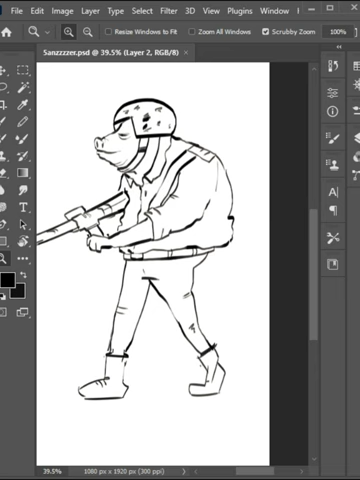 File Edit Image Layer Type Select Filter 3D View Plugins Window H
Resize Windows to Fit Zoom All Windows Scrubby Zoom 100%
Sanzzzzer.psd @ 39.5% (Layer 2, RGB/8) ×
39.5% 1080 px x 1920 px (300 ppi)